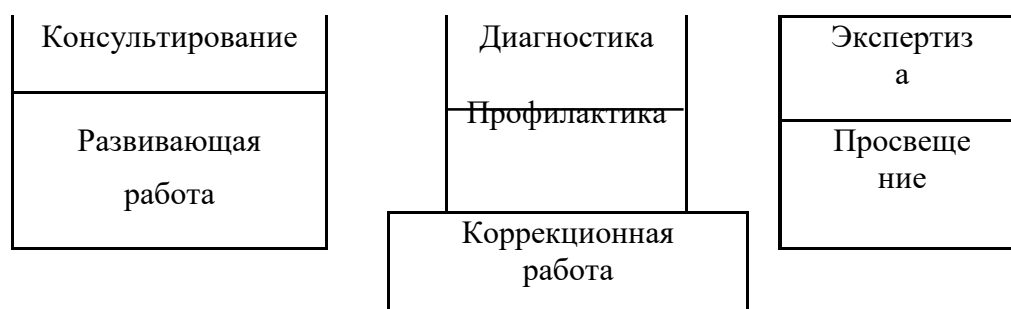 Консультирование
Развивающая
работа
Диагностика
Профилактика
Коррекционная
работа
Экспертиз
а
Просвеще
ние